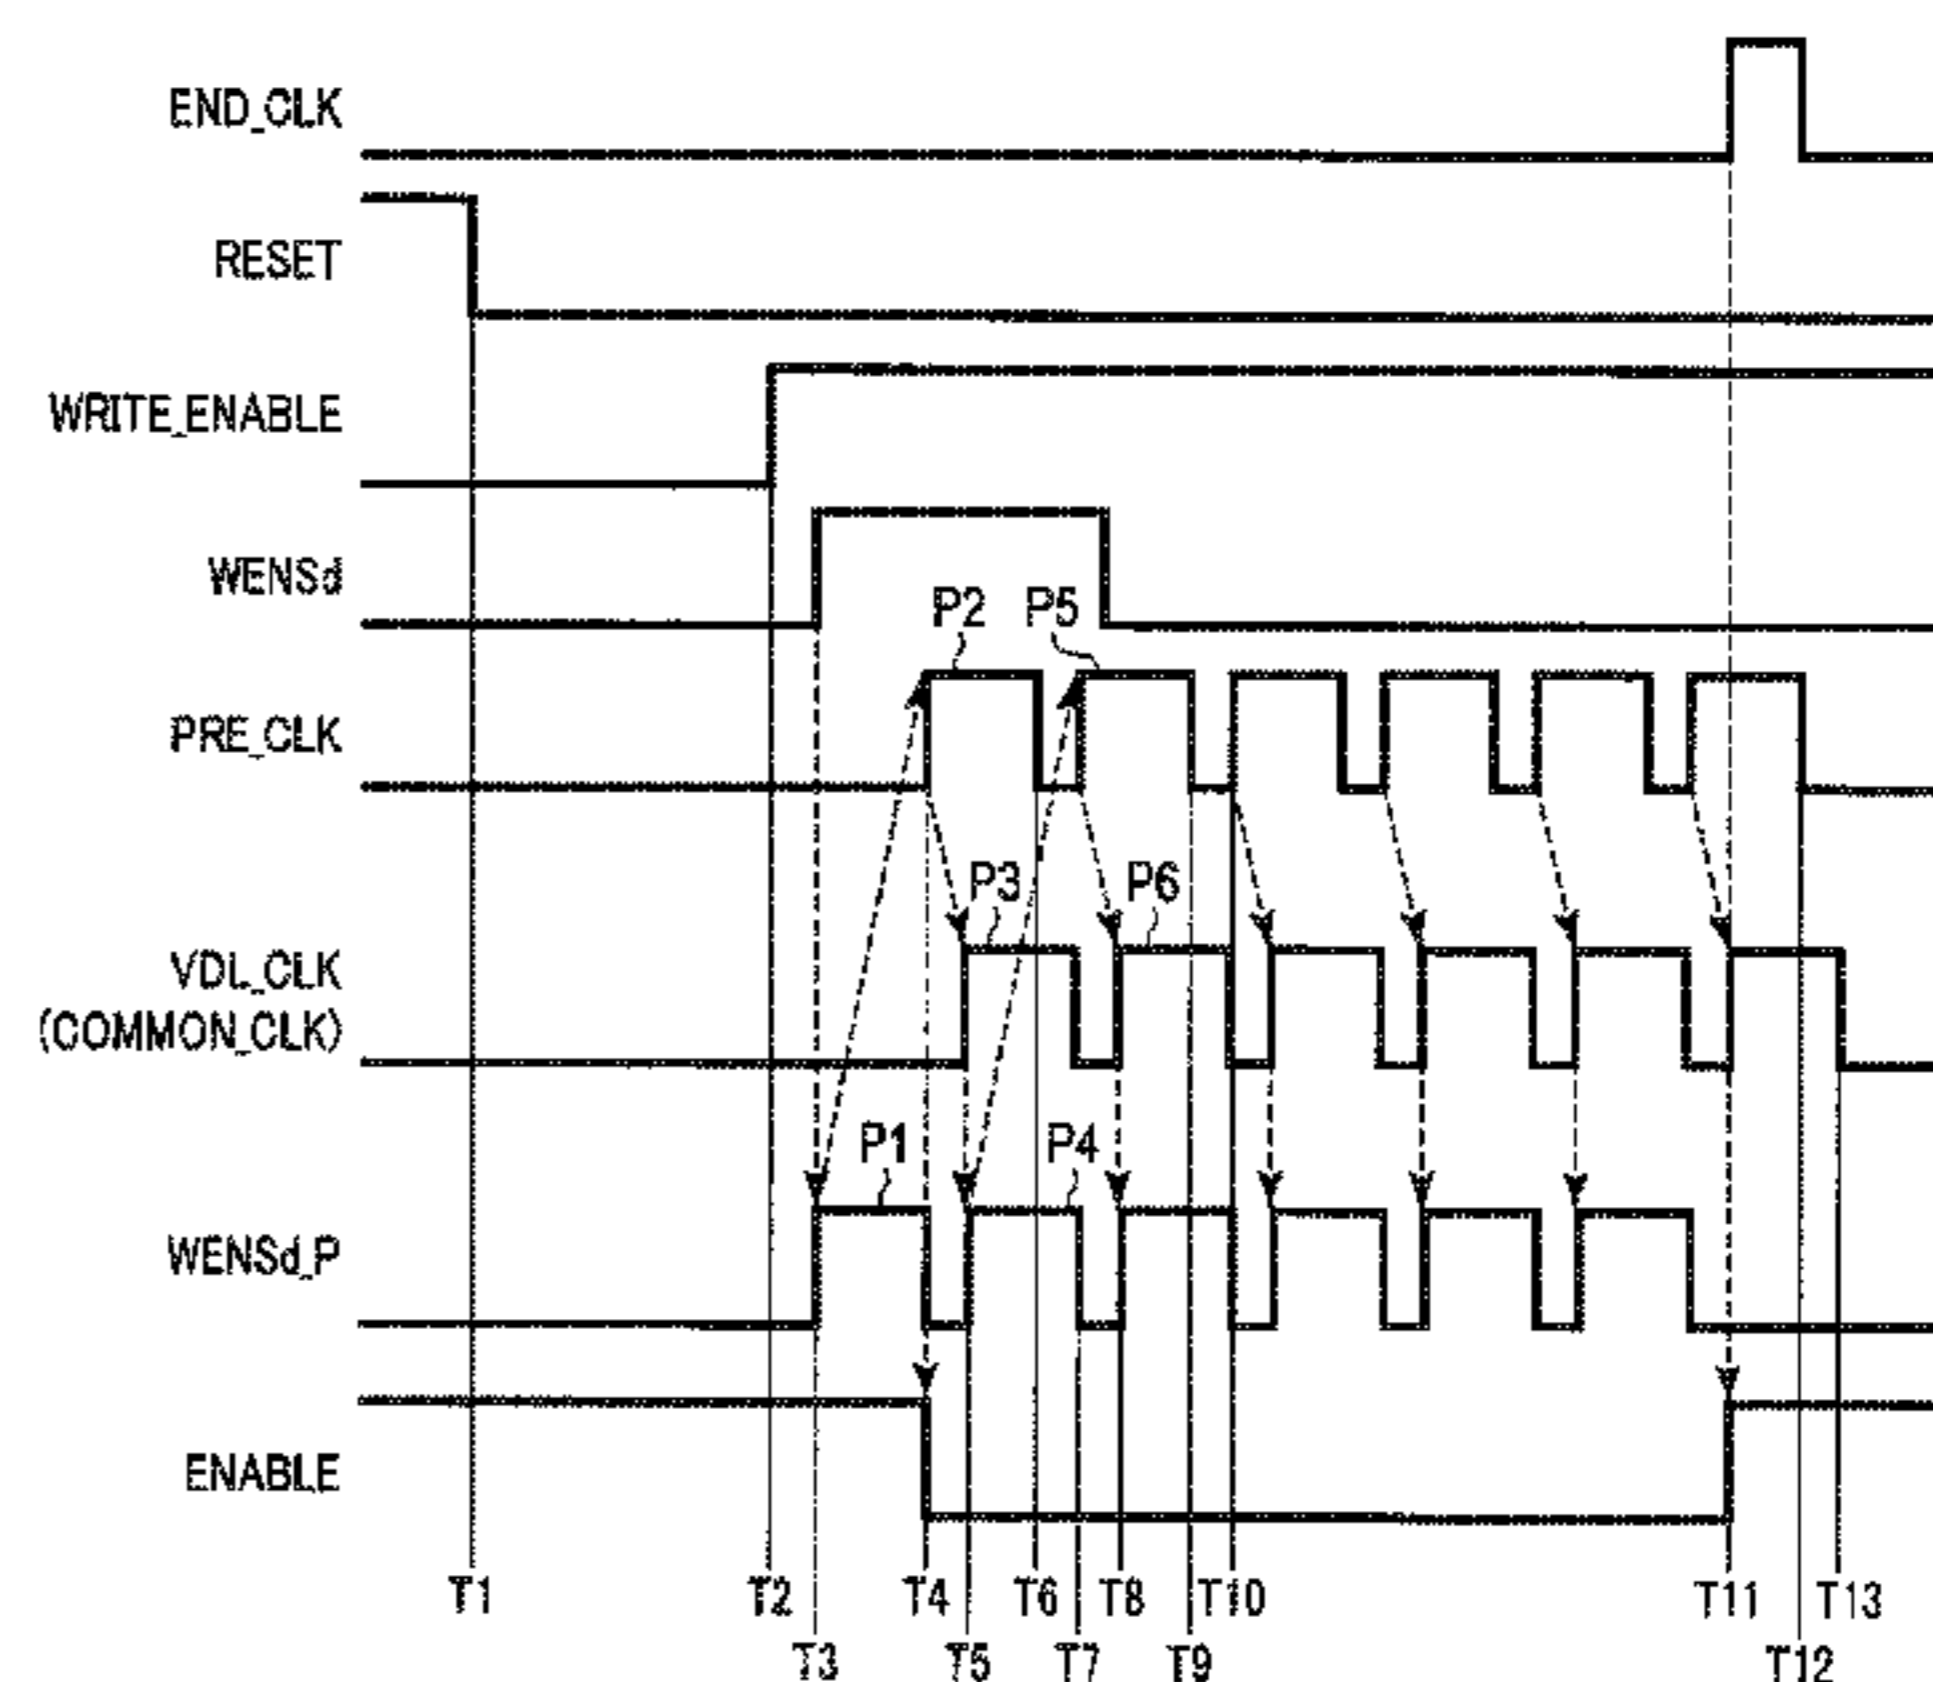 END_CLK
RESET
WRITE_ENABLE
WENSd
P2 P5
PRE_CLK
P3 P6
VDL_CLK
(COMMON_CLK)
P1 P4
WENSd_P
ENABLE
T1 T2 T4 T6 T8 T10 T11 T13
T3 T5 T7 T9 T12